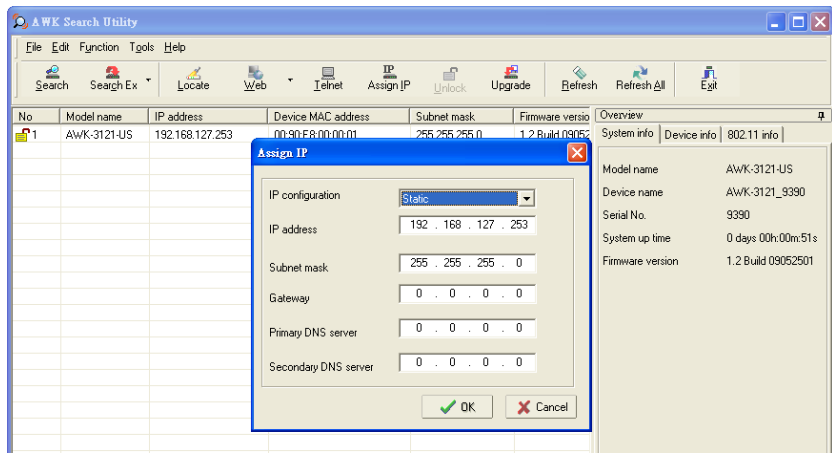 AWK Search Utility
File Edit Function Tools Help
Search Search Ex Locate Web Telnet Assign IP Unlock Upgrade Refresh Refresh All Exit
No Model name IP address Device MAC address Subnet mask Firmware versio
1 AWK-3121-US 192.168.127.253 00:90:E8:00:00:01 255.255.255.0 1.2 Build 09052
Assign IP
IP configuration Static
IP address 192 . 168 . 127 . 253
Subnet mask 255 . 255 . 255 . 0
Gateway 0 . 0 . 0 . 0
Primary DNS server 0 . 0 . 0 . 0
Secondary DNS server 0 . 0 . 0 . 0
OK Cancel
Overview
System info Device info 802.11 info
Model name AWK-3121-US
Device name AWK-3121_9390
Serial No. 9390
System up time 0 days 00h:00m:51s
Firmware version 1.2 Build 09052501